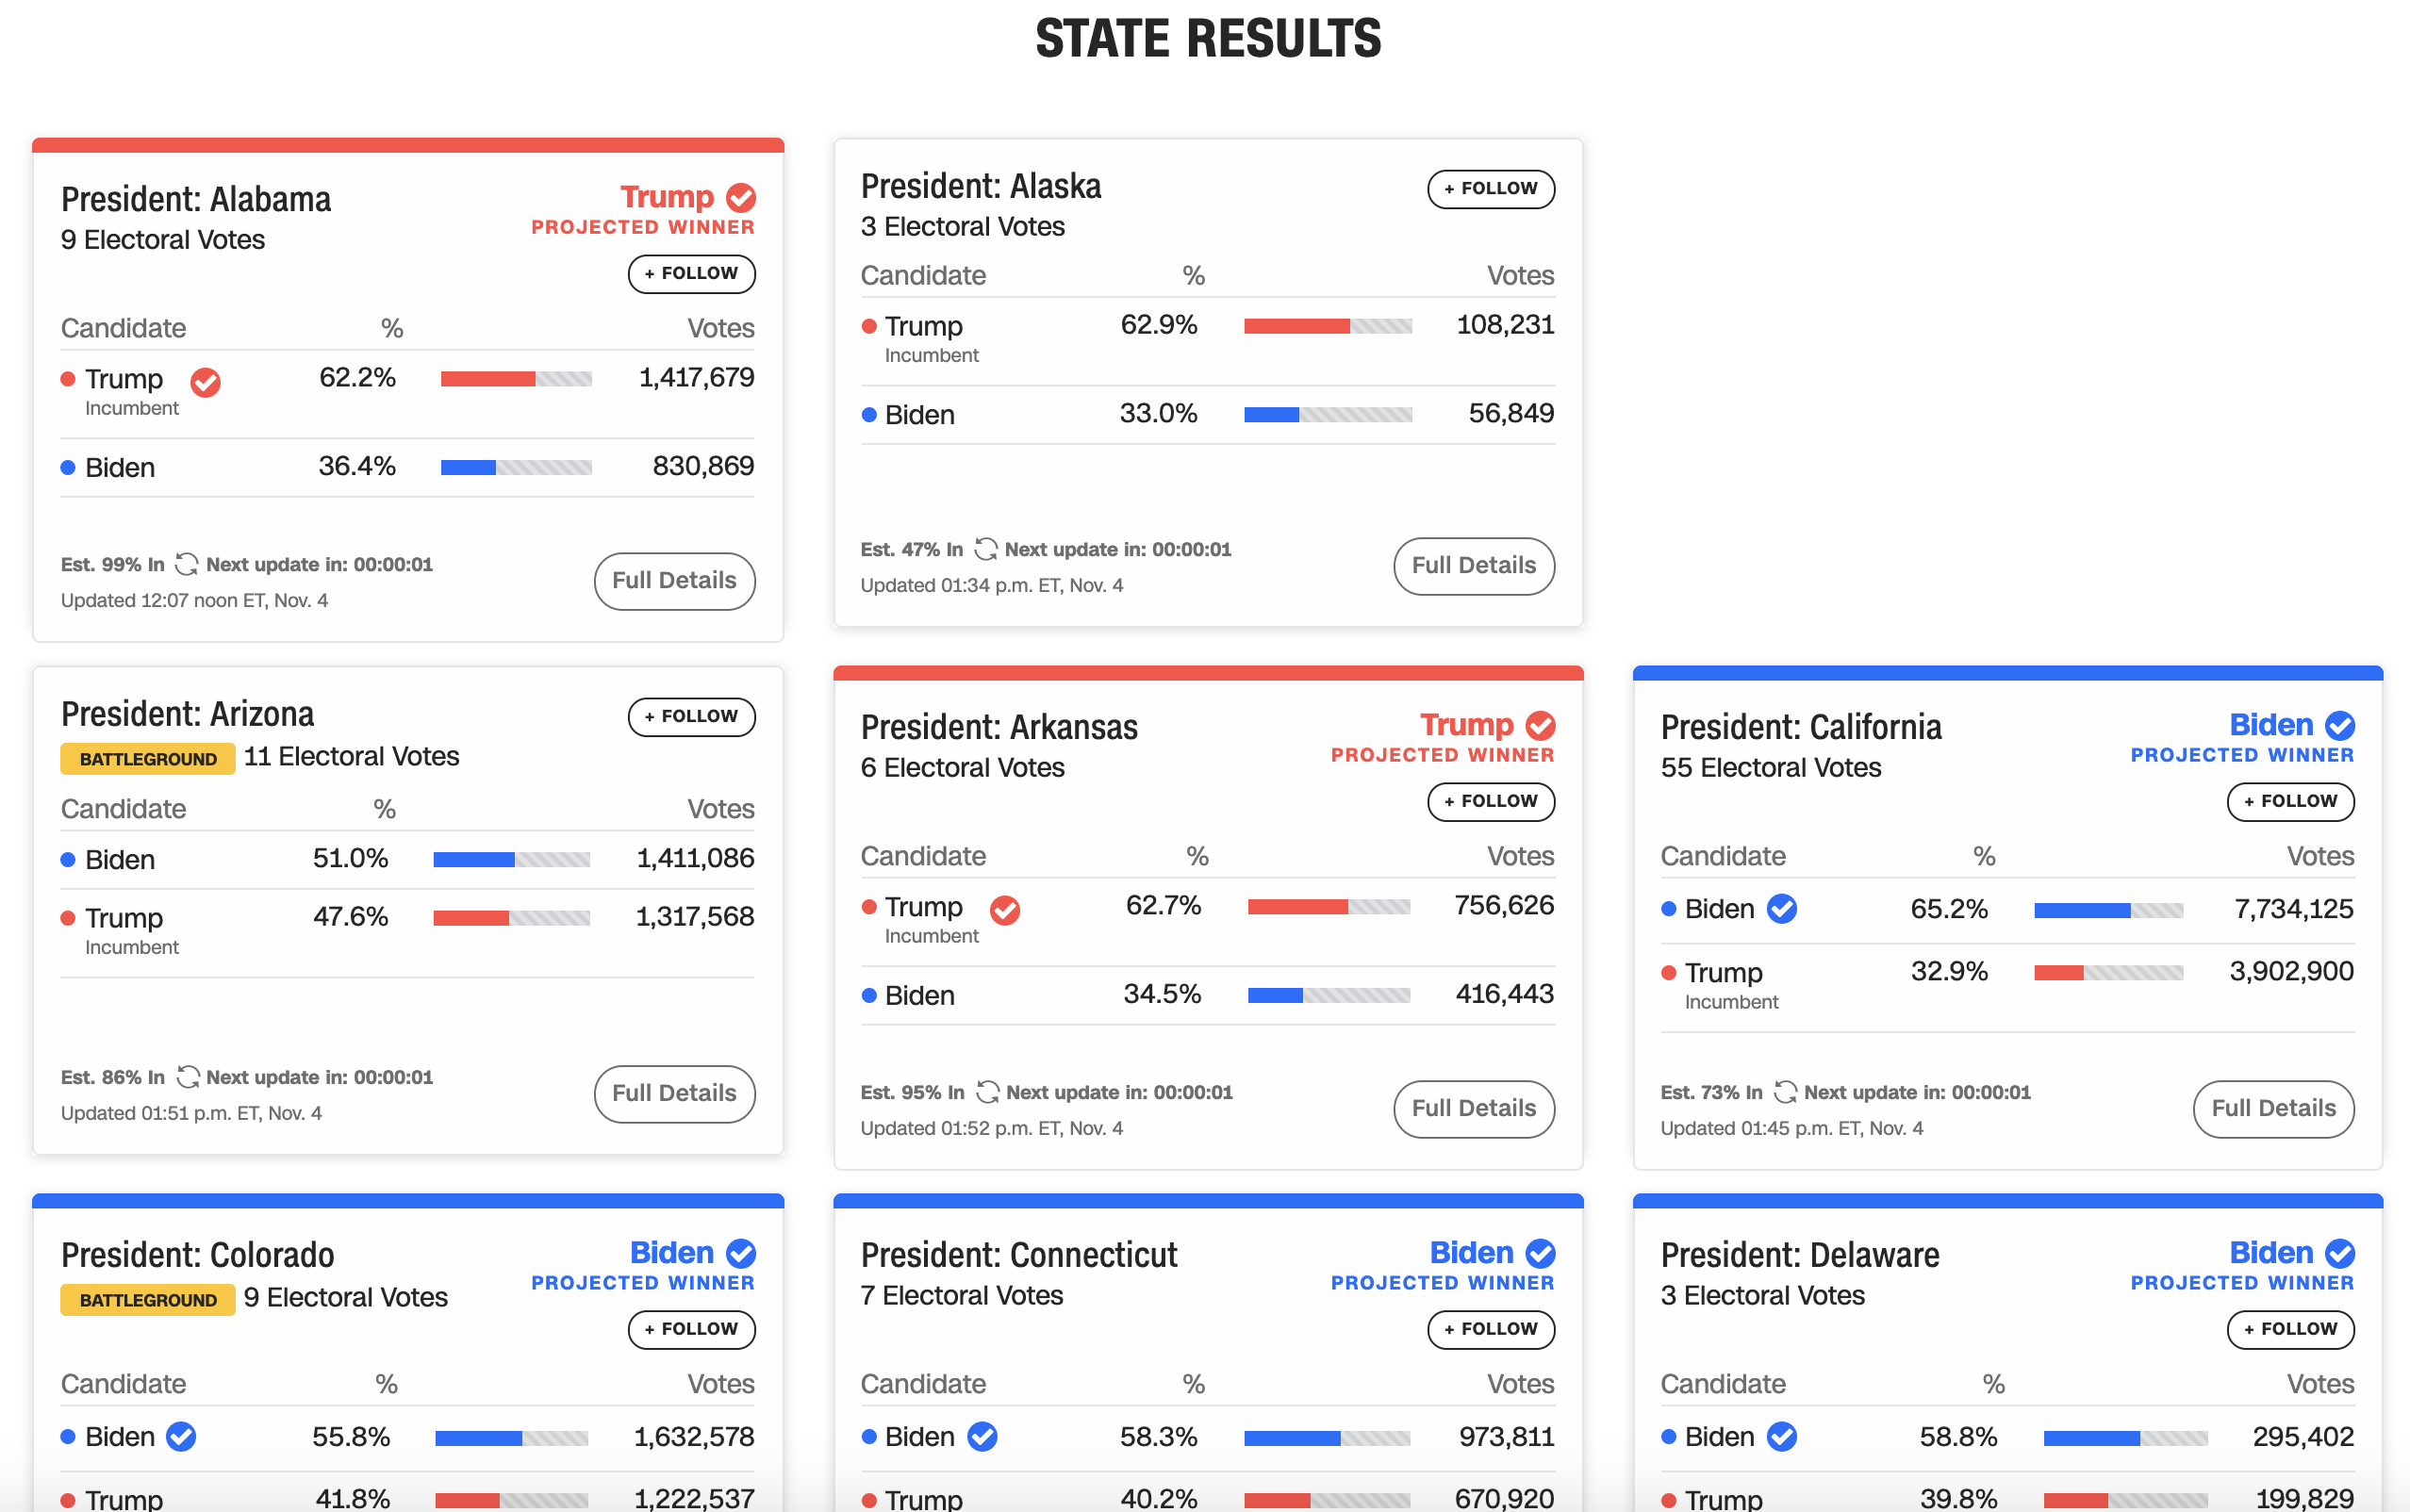 STATE RESULTS
President: Alabama
Trump
9 Electoral Votes
PROJECTED WINNER
+ FOLLOW
Candidate % Votes
Trump 62.2% 1,417,679
Incumbent
Biden 36.4% 830,869
Est. 99% In Next update in: 00:00:01
Updated 12:07 noon ET, Nov. 4
Full Details
President: Alaska
3 Electoral Votes
+ FOLLOW
Candidate % Votes
Trump 62.9% 108,231
Incumbent
Biden 33.0% 56,849
Est. 47% In Next update in: 00:00:01
Updated 01:34 p.m. ET, Nov. 4
Full Details
President: Arizona
+ FOLLOW
BATTLEGROUND 11 Electoral Votes
Candidate % Votes
Biden 51.0% 1,411,086
Trump 47.6% 1,317,568
Incumbent
Est. 86% In Next update in: 00:00:01
Updated 01:51 p.m. ET, Nov. 4
Full Details
President: Arkansas
Trump
6 Electoral Votes
PROJECTED WINNER
+ FOLLOW
Candidate % Votes
Trump 62.7% 756,626
Incumbent
Biden 34.5% 416,443
Est. 95% In Next update in: 00:00:01
Updated 01:52 p.m. ET, Nov. 4
Full Details
President: California
Biden
55 Electoral Votes
PROJECTED WINNER
+ FOLLOW
Candidate % Votes
Biden 65.2% 7,734,125
Trump 32.9% 3,902,900
Incumbent
Est. 73% In Next update in: 00:00:01
Updated 01:45 p.m. ET, Nov. 4
Full Details
President: Colorado
Biden
BATTLEGROUND 9 Electoral Votes
PROJECTED WINNER
+ FOLLOW
Candidate % Votes
Biden 55.8% 1,632,578
Trump 41.8% 1,222,537
President: Connecticut
Biden
7 Electoral Votes
PROJECTED WINNER
+ FOLLOW
Candidate % Votes
Biden 58.3% 973,811
Trump 40.2% 670,920
President: Delaware
Biden
3 Electoral Votes
PROJECTED WINNER
+ FOLLOW
Candidate % Votes
Biden 58.8% 295,402
Trump 39.8% 199,829